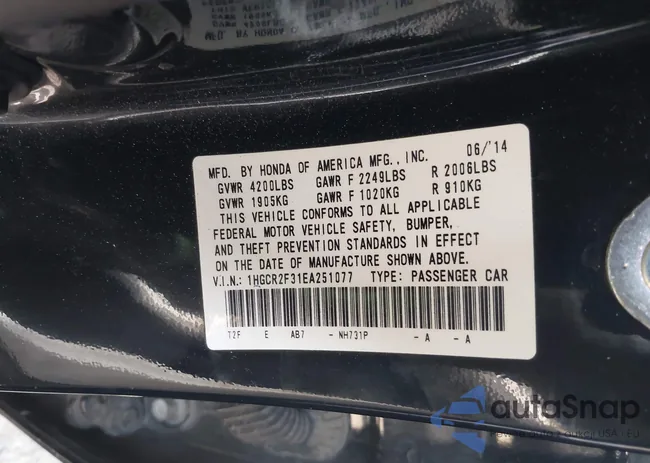 MFD. BY HONDA OF AMERICA MFG., INC. 06/'14
GVWR 4200LBS GAWR F 2249LBS R 2006LBS
GVWR 1905KG GAWR F 1020KG R 910KG
THIS VEHICLE CONFORMS TO ALL APPLICABLE
FEDERAL MOTOR VEHICLE SAFETY, BUMPER,
AND THEFT PREVENTION STANDARDS IN EFFECT
ON THE DATE OF MANUFACTURE SHOWN ABOVE.
V.I.N.: 1HGCR2F31EA251077 TYPE: PASSENGER CAR
T2F E AB7 - NH731P - A - A
autoSnap